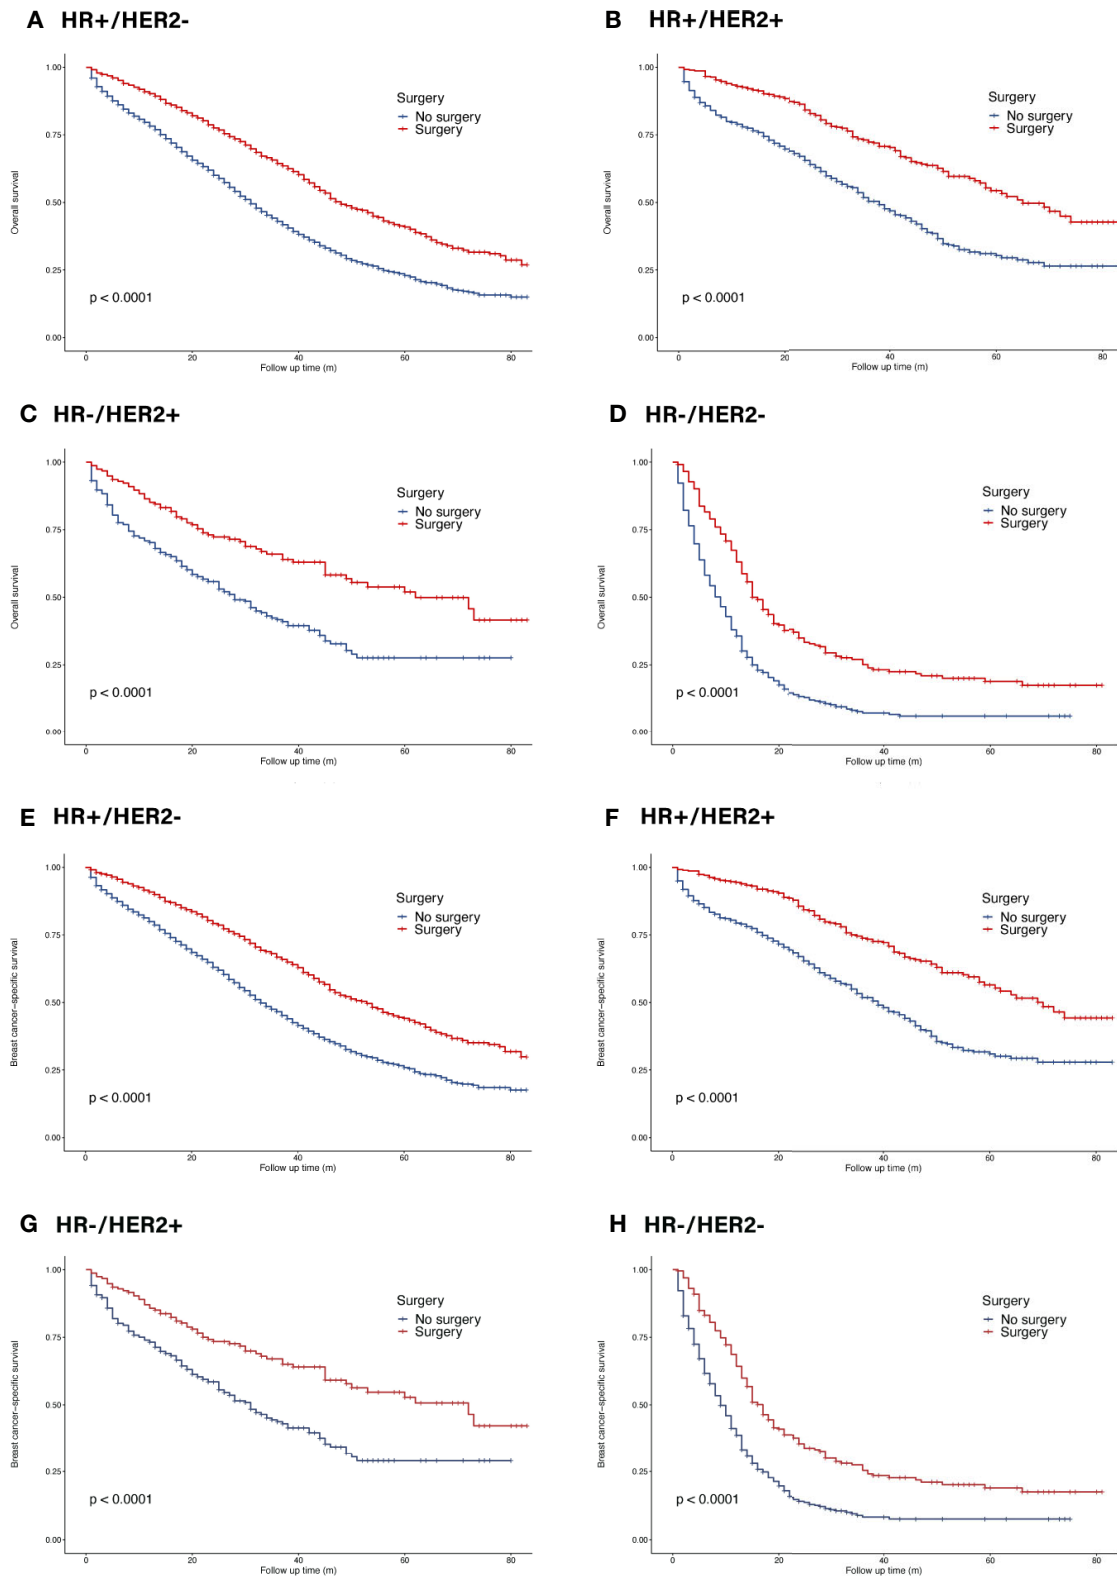 A HR+/HER2-
1.00
0.75
0.50
0.25
0.00
Overall survival
Surgery
No surgery
Surgery
p < 0.0001
0 20 40 60 80
Follow up time (m)
B HR+/HER2+
1.00
0.75
0.50
0.25
0.00
Overall survival
Surgery
No surgery
Surgery
p < 0.0001
0 20 40 60 80
Follow up time (m)
C HR-/HER2+
1.00
0.75
0.50
0.25
0.00
Overall survival
Surgery
No surgery
Surgery
p < 0.0001
0 20 40 60 80
Follow up time (m)
D HR-/HER2-
1.00
0.75
0.50
0.25
0.00
Overall survival
Surgery
No surgery
Surgery
p < 0.0001
0 20 40 60 80
Follow up time (m)
E HR+/HER2-
1.00
0.75
0.50
0.25
0.00
Breast cancer-specific survival
Surgery
No surgery
Surgery
p < 0.0001
0 20 40 60 80
Follow up time (m)
F HR+/HER2+
1.00
0.75
0.50
0.25
0.00
Breast cancer-specific survival
Surgery
No surgery
Surgery
p < 0.0001
0 20 40 60 80
Follow up time (m)
G HR-/HER2+
1.00
0.75
0.50
0.25
0.00
Breast cancer-specific survival
Surgery
No surgery
Surgery
p < 0.0001
0 20 40 60 80
Follow up time (m)
H HR-/HER2-
1.00
0.75
0.50
0.25
0.00
Breast cancer-specific survival
Surgery
No surgery
Surgery
p < 0.0001
0 20 40 60 80
Follow up time (m)